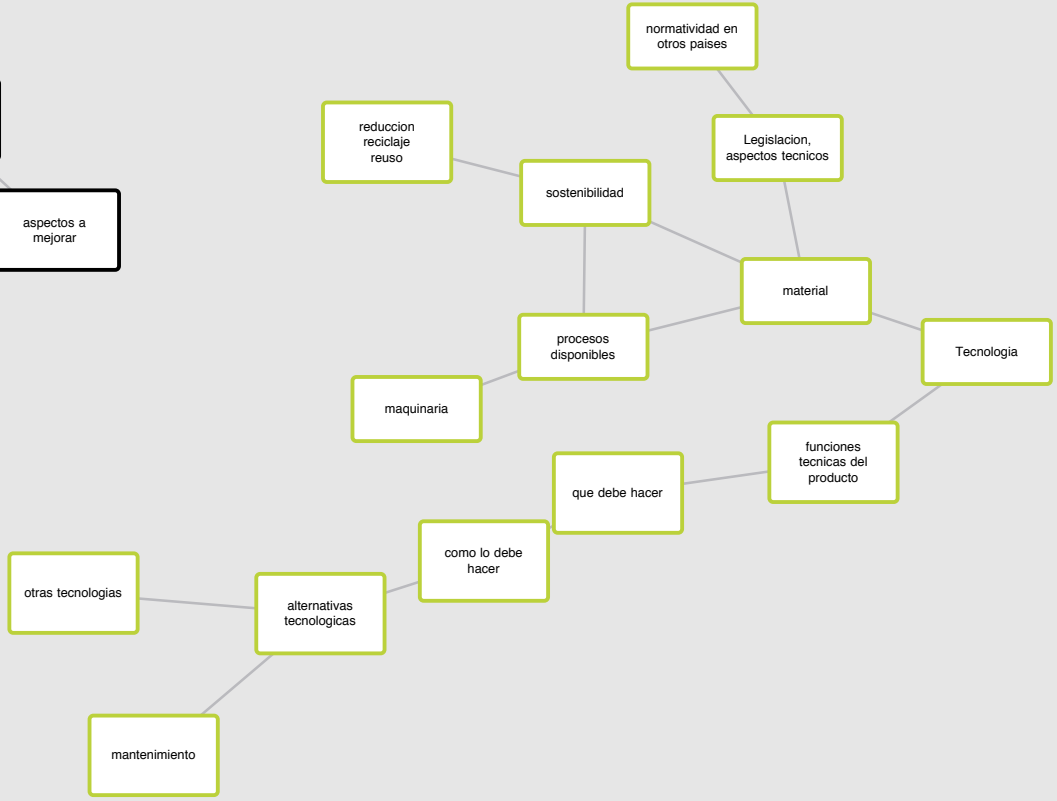 normatividad en
otros paises
reduccion
reciclaje
reuso
Legislacion,
aspectos tecnicos
sostenibilidad
aspectos a
mejorar
material
procesos
disponibles
Tecnologia
maquinaria
funciones
tecnicas del
producto
que debe hacer
como lo debe
hacer
otras tecnologias
alternativas
tecnologicas
mantenimiento